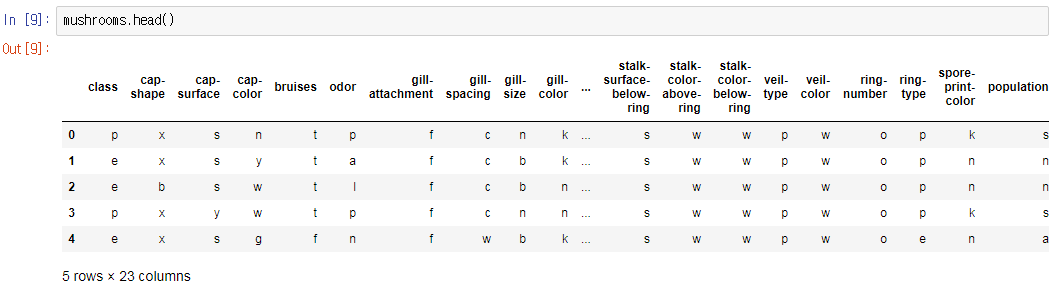 In [9]: mushrooms.head()
Out[9]:
class cap-shape cap-surface cap-color bruises odor gill-attachment gill-spacing gill-size gill-color ... stalk-surface-below-ring stalk-color-above-ring stalk-color-below-ring veil-type veil-color ring-number ring-type spore-print-color population
0 p x s n t p f c n k ... s w w p w o p k s
1 e x s y t a f c b k ... s w w p w o p n n
2 e b s w t l f c b n ... s w w p w o p n n
3 p x y w t p f c n n ... s w w p w o p k s
4 e x s g f n f w b k ... s w w p w o e n a
5 rows × 23 columns